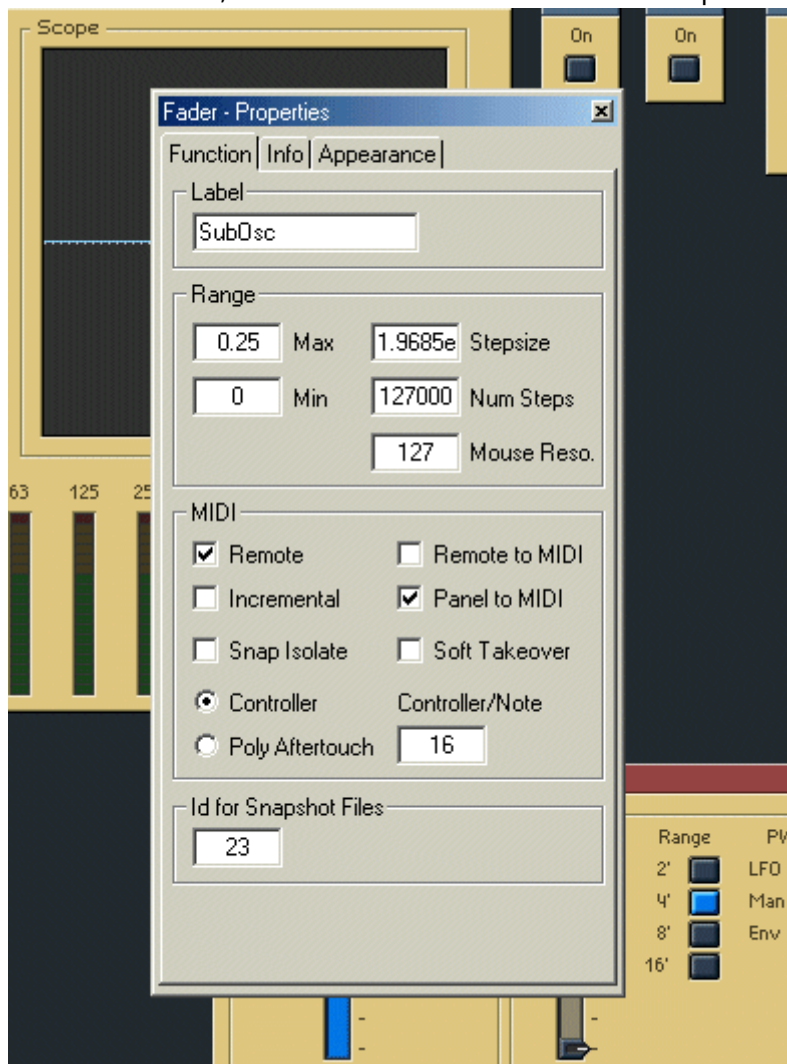 Scope
On On
Fader - Properties
Function Info Appearance
Label
SubOsc
Range
0.25 Max 1.9685e Stepsize
0 Min 127000 Num Steps
127 Mouse Reso.
63 125 25
MIDI
Remote Remote to MIDI
Incremental Panel to MIDI
Snap Isolate Soft Takeover
Controller Controller/Note
Poly Aftertouch 16
Id for Snapshot Files
23
Range
2' LFO
4' Man
8' Env
16'